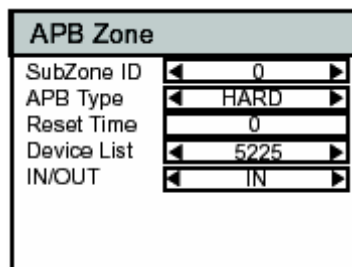 APB Zone
SubZone ID 0
APB Type HARD
Reset Time 0
Device List 5225
IN/OUT IN